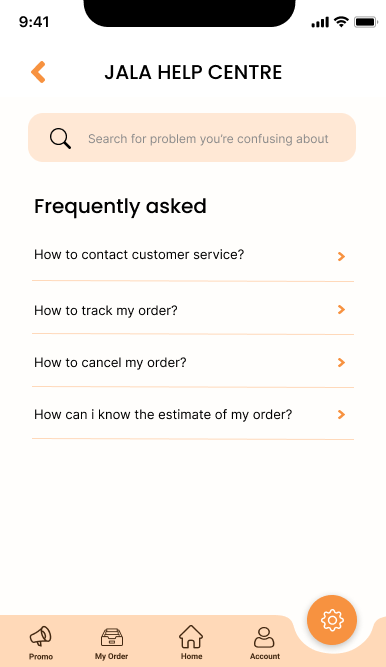 9:41
JALA HELP CENTRE
Search for problem you're confusing about
Frequently asked
How to contact customer service?
How to track my order?
How to cancel my order?
How can i know the estimate of my order?
Promo
My Order
Home
Account